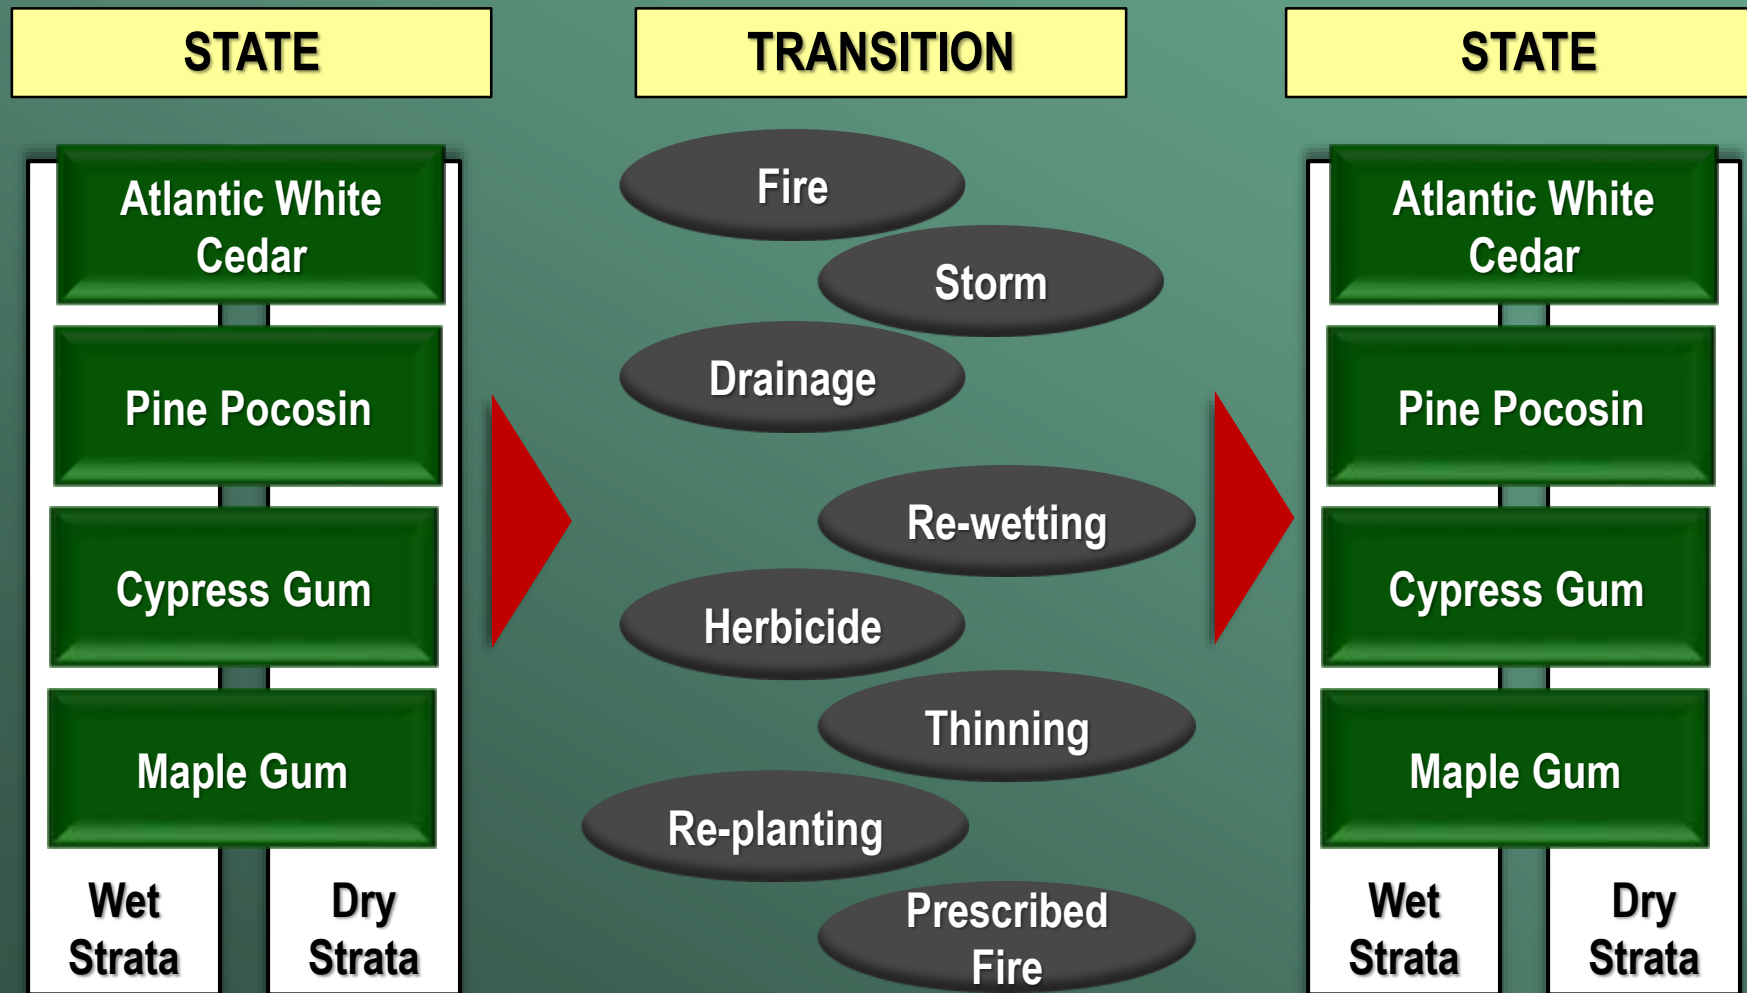 STATE
TRANSITION
STATE
Atlantic White
Cedar
Pine Pocosin
Cypress Gum
Maple Gum
Wet
Strata
Dry
Strata
Fire
Storm
Drainage
Re-wetting
Herbicide
Thinning
Re-planting
Prescribed
Fire
Atlantic White
Cedar
Pine Pocosin
Cypress Gum
Maple Gum
Wet
Strata
Dry
Strata